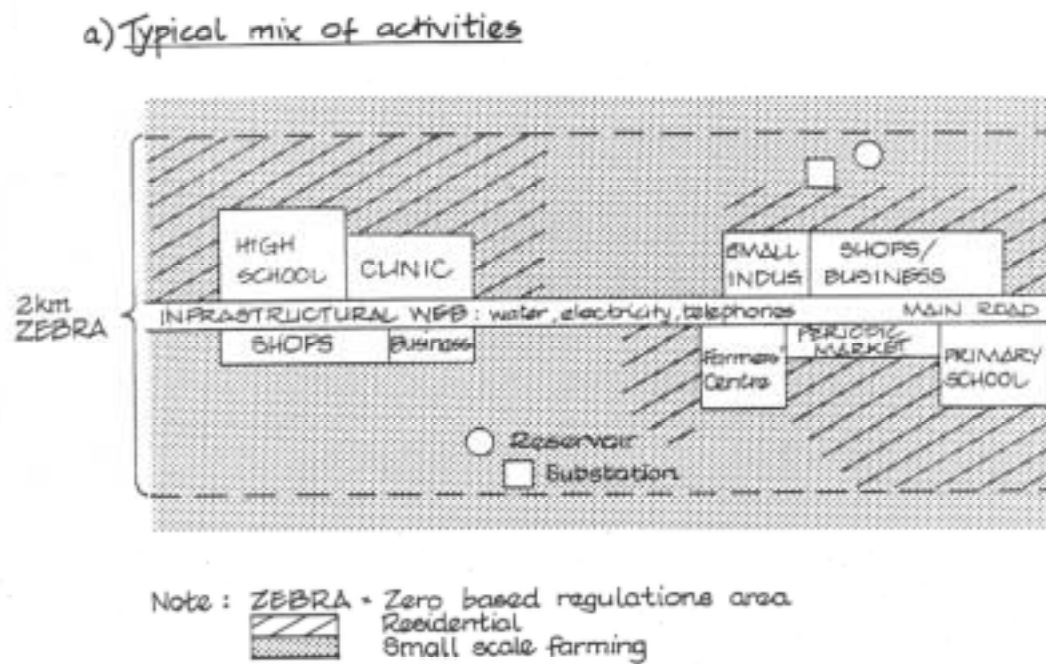 a) Typical mix of activities
HIGH
SCHOOL
CLINIC
SMALL
INDUS
SHOPS/
BUSINESS
2km
ZEBRA
INFRASTRUCTURAL WEB : water, electricity, telephones MAIN ROAD
SHOPS
Business
Farmers'
Centre
PERIODIC
MARKET
PRIMARY
SCHOOL
Reservoir
Substation
Note : ZEBRA = Zero based regulations area
Residential
Small scale farming